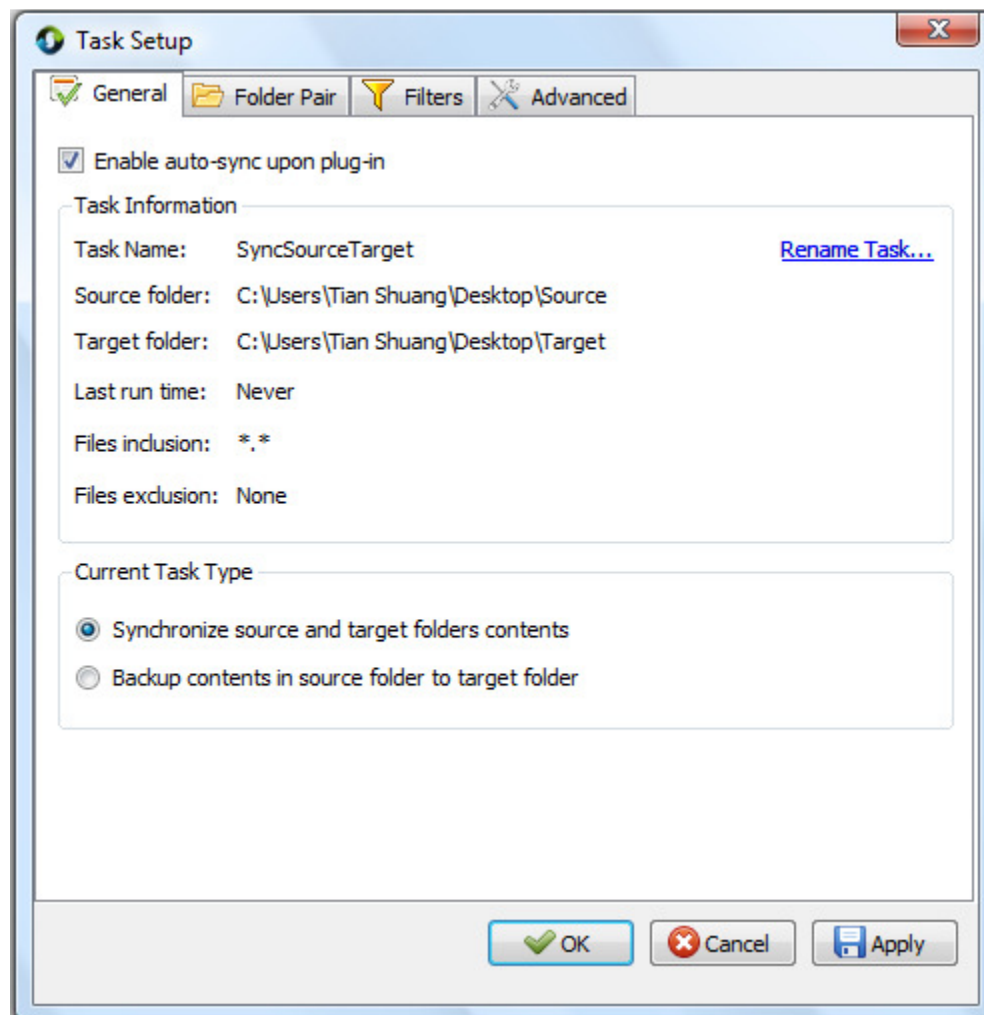 Task Setup
General Folder Pair Filters Advanced
Enable auto-sync upon plug-in
Task Information
Task Name: SyncSourceTarget Rename Task...
Source folder: C:\Users\Tian Shuang\Desktop\Source
Target folder: C:\Users\Tian Shuang\Desktop\Target
Last run time: Never
Files inclusion: *.*
Files exclusion: None
Current Task Type
Synchronize source and target folders contents
Backup contents in source folder to target folder
OK Cancel Apply